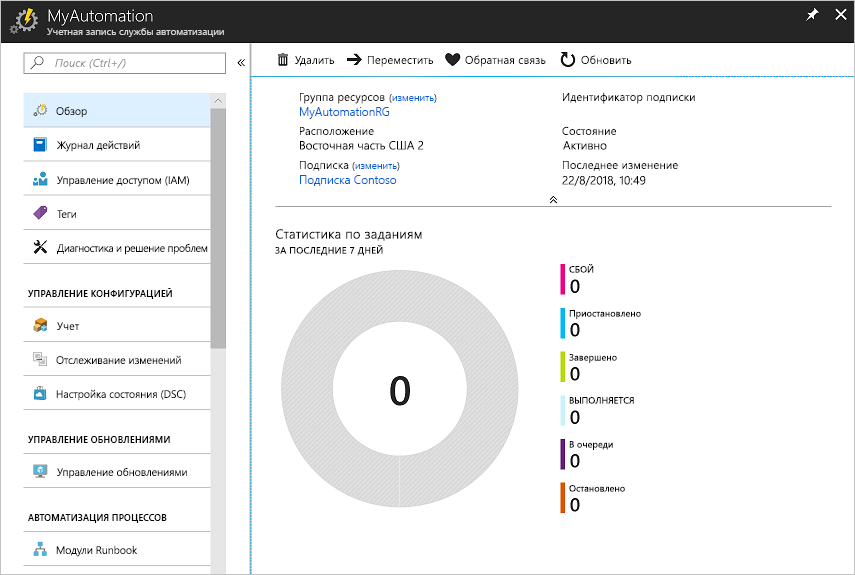 MyAutomation
Учетная запись службы автоматизации
Поиск (Ctrl+/)
Обзор
Журнал действий
Управление доступом (IAM)
Теги
Диагностика и решение проблем
УПРАВЛЕНИЕ КОНФИГУРАЦИЕЙ
Учет
Отслеживание изменений
Настройка состояния (DSC)
УПРАВЛЕНИЕ ОБНОВЛЕНИЯМИ
Управление обновлениями
АВТОМАТИЗАЦИЯ ПРОЦЕССОВ
Модули Runbook
Удалить Переместить Обратная связь Обновить
Группа ресурсов (изменить)
MyAutomationRG
Расположение
Восточная часть США 2
Подписка (изменить)
Подписка Contoso
Идентификатор подписки
Состояние
Активно
Последнее изменение
22/8/2018, 10:49
Статистика по заданиям
ЗА ПОСЛЕДНИЕ 7 ДНЕЙ
0
СБОЙ
0
Приостановлено
0
Завершено
0
ВЫПОЛНЯЕТСЯ
0
В очереди
0
Остановлено
0